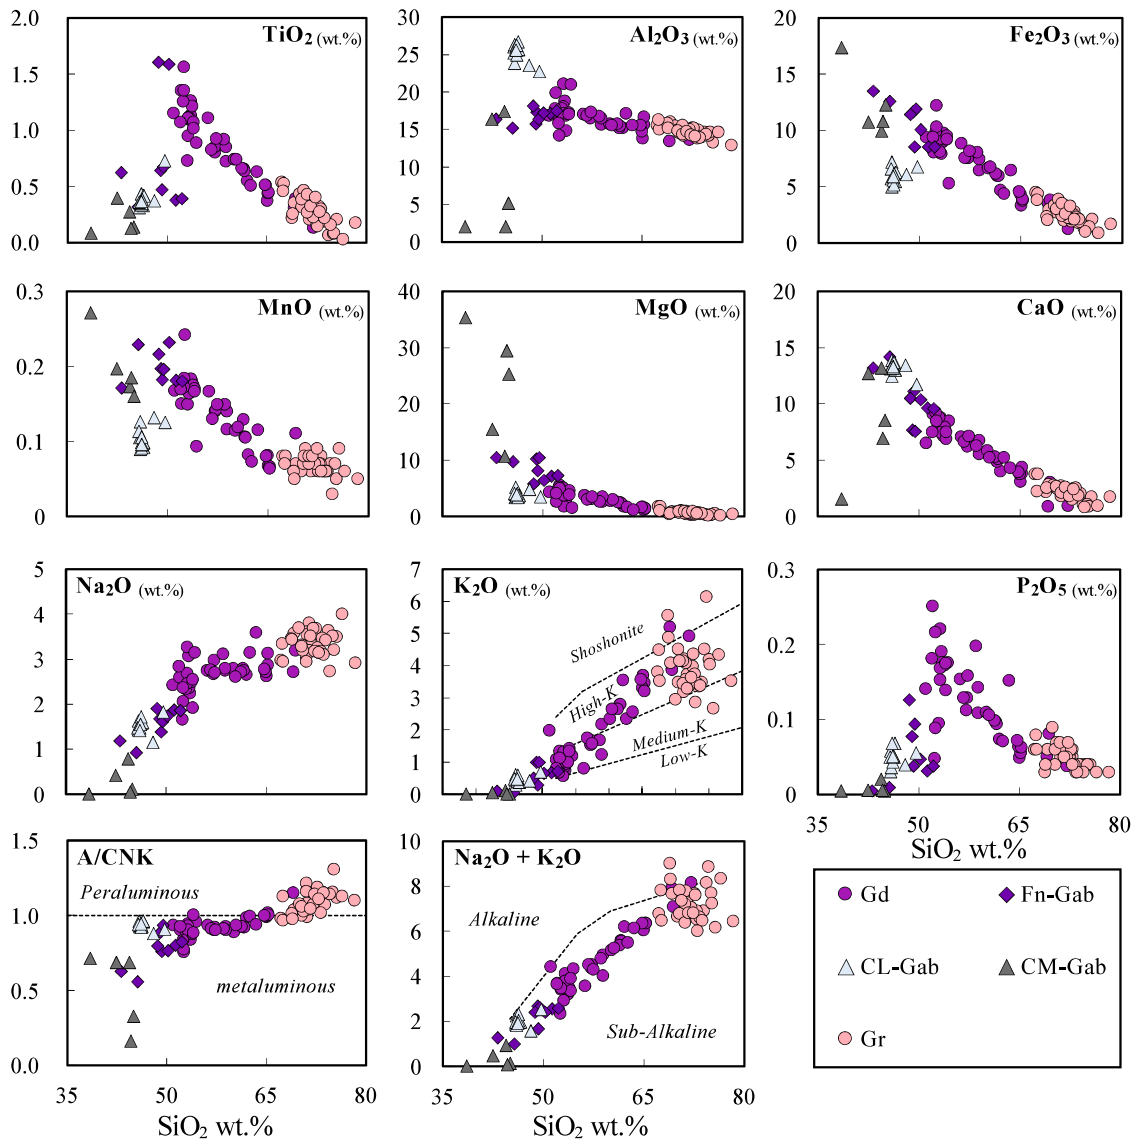 TiO₂ (wt.%)
2.0
1.5
1.0
0.5
0.0
Al₂O₃ (wt.%)
30
25
20
15
10
5
0
Fe₂O₃ (wt.%)
20
15
10
5
0
MnO (wt.%)
0.3
0.2
0.1
0
MgO (wt.%)
40
30
20
10
0
CaO (wt.%)
20
15
10
5
0
Na₂O (wt.%)
5
4
3
2
1
0
K₂O (wt.%)
7
6
5
4
3
2
1
0
Shoshonite
High-K
Medium-K
Low-K
P₂O₅ (wt.%)
0.3
0.2
0.1
0
35 50 65 80
SiO₂ wt.%
A/CNK
1.5
1.0
0.5
0.0
Peraluminous
metaluminous
35 50 65 80
SiO₂ wt.%
Na₂O + K₂O
10
8
6
4
2
0
Alkaline
Sub-Alkaline
35 50 65 80
SiO₂ wt.%
Gd Fn-Gab
CL-Gab CM-Gab
Gr